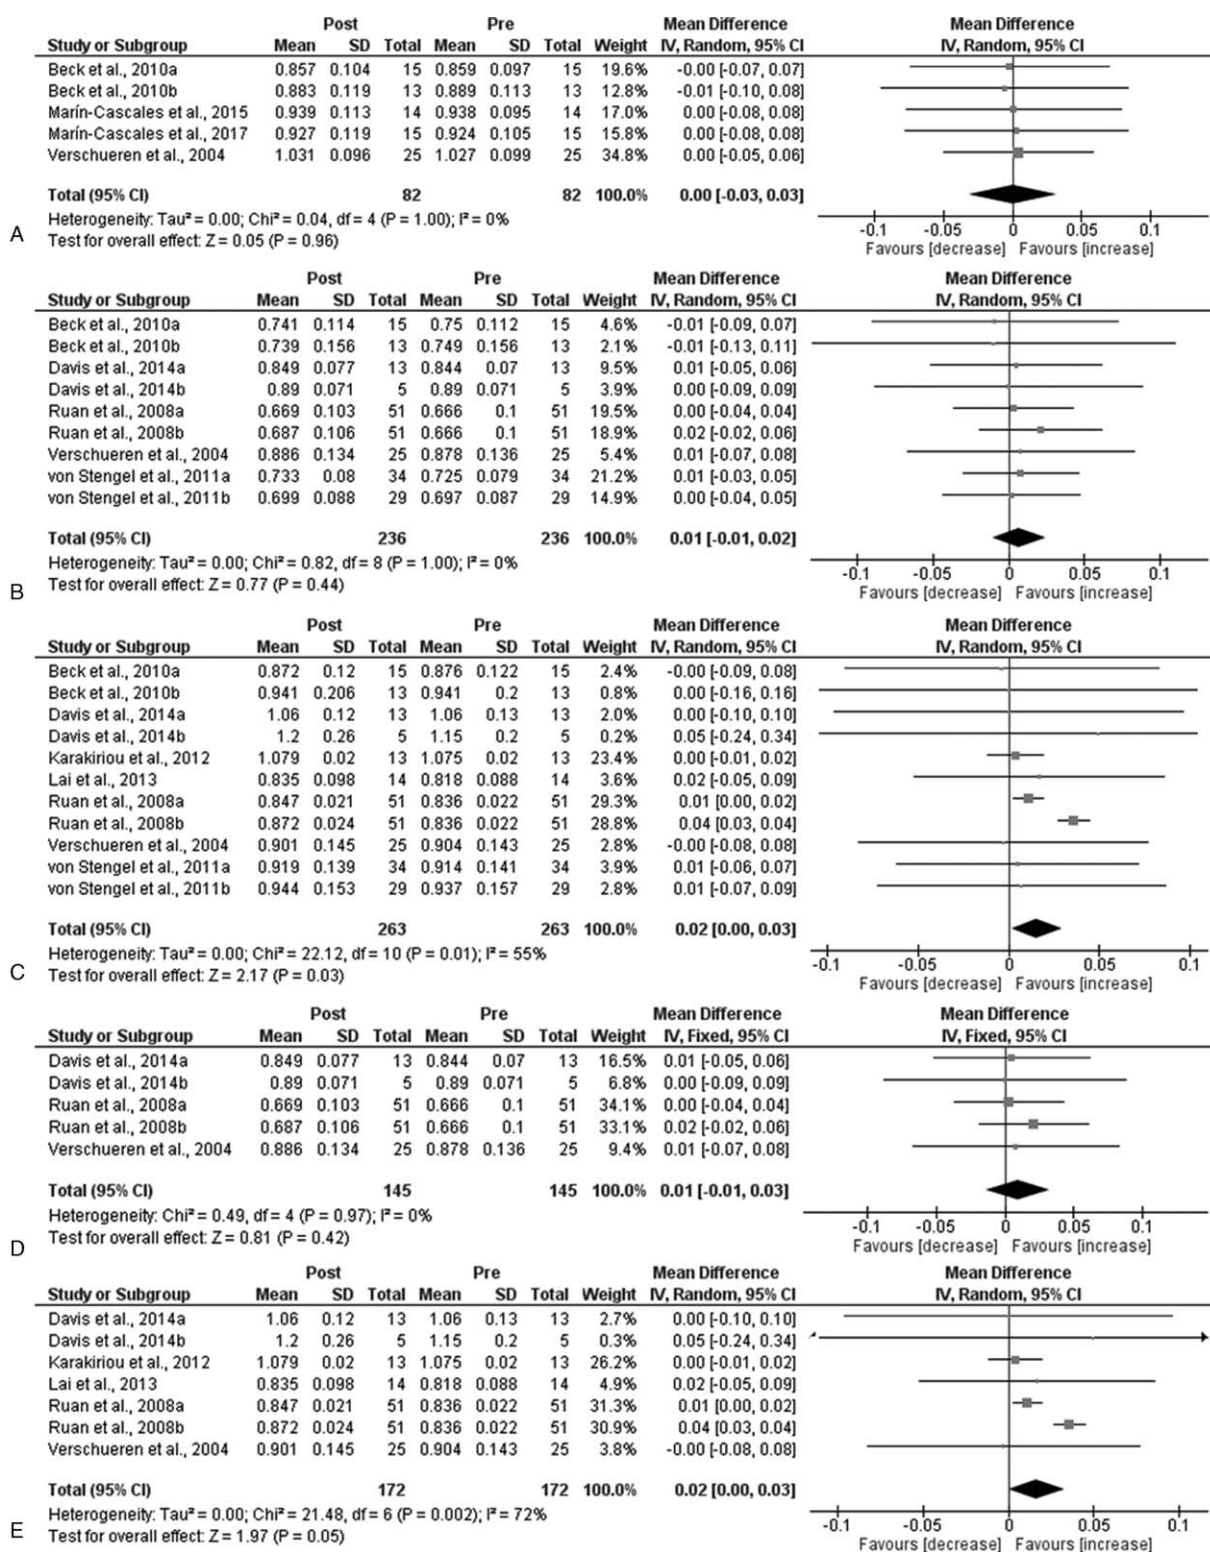 Post Pre Mean Difference Mean Difference
Study or Subgroup Mean SD Total Mean SD Total Weight IV, Random, 95% CI IV, Random, 95% CI
Beck et al., 2010a 0.857 0.104 15 0.859 0.097 15 19.6% -0.00 [-0.07, 0.07]
Beck et al., 2010b 0.883 0.119 13 0.889 0.113 13 12.8% -0.01 [-0.10, 0.08]
Marín-Cascales et al., 2015 0.939 0.113 14 0.938 0.095 14 17.0% 0.00 [-0.08, 0.08]
Marín-Cascales et al., 2017 0.927 0.119 15 0.924 0.105 15 15.8% 0.00 [-0.08, 0.08]
Verschueren et al., 2004 1.031 0.096 25 1.027 0.099 25 34.8% 0.00 [-0.05, 0.06]
Total (95% CI) 82 82 100.0% 0.00 [-0.03, 0.03]
Heterogeneity: Tau² = 0.00; Chi² = 0.04, df = 4 (P = 1.00); I² = 0%
Test for overall effect: Z = 0.05 (P = 0.96)
-0.1 -0.05 0 0.05 0.1
Favours [decrease] Favours [increase]
A
Post Pre Mean Difference Mean Difference
Study or Subgroup Mean SD Total Mean SD Total Weight IV, Random, 95% CI IV, Random, 95% CI
Beck et al., 2010a 0.741 0.114 15 0.75 0.112 15 4.6% -0.01 [-0.09, 0.07]
Beck et al., 2010b 0.739 0.156 13 0.749 0.156 13 2.1% -0.01 [-0.13, 0.11]
Davis et al., 2014a 0.849 0.077 13 0.844 0.07 13 9.5% 0.01 [-0.05, 0.06]
Davis et al., 2014b 0.89 0.071 5 0.89 0.071 5 3.9% 0.00 [-0.09, 0.09]
Ruan et al., 2008a 0.669 0.103 51 0.666 0.1 51 19.5% 0.00 [-0.04, 0.04]
Ruan et al., 2008b 0.687 0.106 51 0.666 0.1 51 18.9% 0.02 [-0.02, 0.06]
Verschueren et al., 2004 0.886 0.134 25 0.878 0.136 25 5.4% 0.01 [-0.07, 0.08]
von Stengel et al., 2011a 0.733 0.08 34 0.725 0.079 34 21.2% 0.01 [-0.03, 0.05]
von Stengel et al., 2011b 0.699 0.088 29 0.697 0.087 29 14.9% 0.00 [-0.04, 0.05]
Total (95% CI) 236 236 100.0% 0.01 [-0.01, 0.02]
Heterogeneity: Tau² = 0.00; Chi² = 0.82, df = 8 (P = 1.00); I² = 0%
Test for overall effect: Z = 0.77 (P = 0.44)
-0.1 -0.05 0 0.05 0.1
Favours [decrease] Favours [increase]
B
Post Pre Mean Difference Mean Difference
Study or Subgroup Mean SD Total Mean SD Total Weight IV, Random, 95% CI IV, Random, 95% CI
Beck et al., 2010a 0.872 0.12 15 0.876 0.122 15 2.4% -0.00 [-0.09, 0.08]
Beck et al., 2010b 0.941 0.206 13 0.941 0.2 13 0.8% 0.00 [-0.16, 0.16]
Davis et al., 2014a 1.06 0.12 13 1.06 0.13 13 2.0% 0.00 [-0.10, 0.10]
Davis et al., 2014b 1.2 0.26 5 1.15 0.2 5 0.2% 0.05 [-0.24, 0.34]
Karakiriou et al., 2012 1.079 0.02 13 1.075 0.02 13 23.4% 0.00 [-0.01, 0.02]
Lai et al., 2013 0.835 0.098 14 0.818 0.088 14 3.6% 0.02 [-0.05, 0.09]
Ruan et al., 2008a 0.847 0.021 51 0.836 0.022 51 29.3% 0.01 [0.00, 0.02]
Ruan et al., 2008b 0.872 0.024 51 0.836 0.022 51 28.8% 0.04 [0.03, 0.04]
Verschueren et al., 2004 0.901 0.145 25 0.904 0.143 25 2.8% -0.00 [-0.08, 0.08]
von Stengel et al., 2011a 0.919 0.139 34 0.914 0.141 34 3.9% 0.01 [-0.06, 0.07]
von Stengel et al., 2011b 0.944 0.153 29 0.937 0.157 29 2.8% 0.01 [-0.07, 0.09]
Total (95% CI) 263 263 100.0% 0.02 [0.00, 0.03]
Heterogeneity: Tau² = 0.00; Chi² = 22.12, df = 10 (P = 0.01); I² = 55%
Test for overall effect: Z = 2.17 (P = 0.03)
-0.1 -0.05 0 0.05 0.1
Favours [decrease] Favours [increase]
C
Post Pre Mean Difference Mean Difference
Study or Subgroup Mean SD Total Mean SD Total Weight IV, Fixed, 95% CI IV, Fixed, 95% CI
Davis et al., 2014a 0.849 0.077 13 0.844 0.07 13 16.5% 0.01 [-0.05, 0.06]
Davis et al., 2014b 0.89 0.071 5 0.89 0.071 5 6.8% 0.00 [-0.09, 0.09]
Ruan et al., 2008a 0.669 0.103 51 0.666 0.1 51 34.1% 0.00 [-0.04, 0.04]
Ruan et al., 2008b 0.687 0.106 51 0.666 0.1 51 33.1% 0.02 [-0.02, 0.06]
Verschueren et al., 2004 0.886 0.134 25 0.878 0.136 25 9.4% 0.01 [-0.07, 0.08]
Total (95% CI) 145 145 100.0% 0.01 [-0.01, 0.03]
Heterogeneity: Chi² = 0.49, df = 4 (P = 0.97); I² = 0%
Test for overall effect: Z = 0.81 (P = 0.42)
-0.1 -0.05 0 0.05 0.1
Favours [decrease] Favours [increase]
D
Post Pre Mean Difference Mean Difference
Study or Subgroup Mean SD Total Mean SD Total Weight IV, Random, 95% CI IV, Random, 95% CI
Davis et al., 2014a 1.06 0.12 13 1.06 0.13 13 2.7% 0.00 [-0.10, 0.10]
Davis et al., 2014b 1.2 0.26 5 1.15 0.2 5 0.3% 0.05 [-0.24, 0.34]
Karakiriou et al., 2012 1.079 0.02 13 1.075 0.02 13 26.2% 0.00 [-0.01, 0.02]
Lai et al., 2013 0.835 0.098 14 0.818 0.088 14 4.9% 0.02 [-0.05, 0.09]
Ruan et al., 2008a 0.847 0.021 51 0.836 0.022 51 31.3% 0.01 [0.00, 0.02]
Ruan et al., 2008b 0.872 0.024 51 0.836 0.022 51 30.9% 0.04 [0.03, 0.04]
Verschueren et al., 2004 0.901 0.145 25 0.904 0.143 25 3.8% -0.00 [-0.08, 0.08]
Total (95% CI) 172 172 100.0% 0.02 [0.00, 0.03]
Heterogeneity: Tau² = 0.00; Chi² = 21.48, df = 6 (P = 0.002); I² = 72%
Test for overall effect: Z = 1.97 (P = 0.05)
-0.1 -0.05 0 0.05 0.1
Favours [decrease] Favours [increase]
E